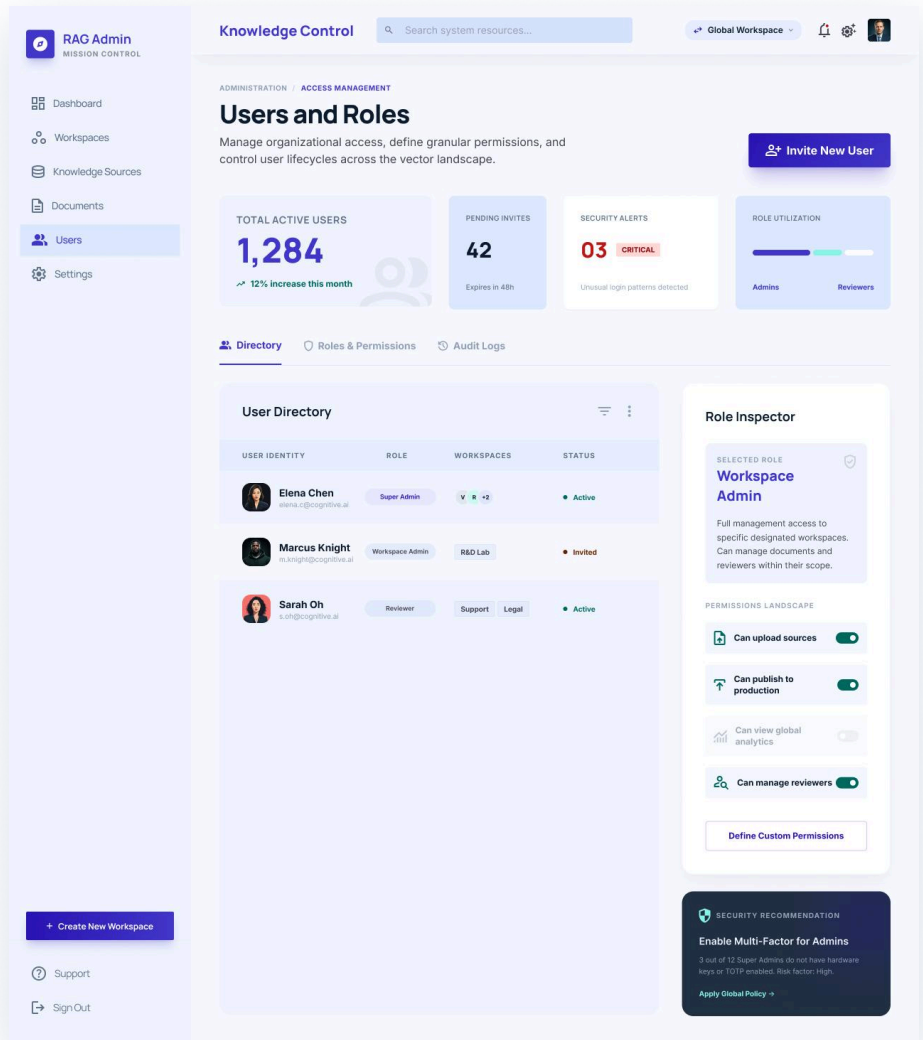 RAG Admin
MISSION CONTROL
Dashboard
Workspaces
Knowledge Sources
Documents
Users
Settings
+ Create New Workspace
Support
Sign Out
Knowledge Control
Search system resources...
Global Workspace
ADMINISTRATION / ACCESS MANAGEMENT
Users and Roles
Manage organizational access, define granular permissions, and
control user lifecycles across the vector landscape.
Invite New User
TOTAL ACTIVE USERS
1,284
12% increase this month
PENDING INVITES
42
Expires in 48h
SECURITY ALERTS
03 CRITICAL
Unusual login patterns detected
ROLE UTILIZATION
Admins Reviewers
Directory Roles & Permissions Audit Logs
User Directory
USER IDENTITY ROLE WORKSPACES STATUS
Elena Chen Super Admin V R +2 Active
elena.c@cognitive.ai
Marcus Knight Workspace Admin R&D Lab Invited
m.knight@cognitive.ai
Sarah Oh Reviewer Support Legal Active
s.oh@cognitive.ai
Role Inspector
SELECTED ROLE
Workspace
Admin
Full management access to
specific designated workspaces.
Can manage documents and
reviewers within their scope.
PERMISSIONS LANDSCAPE
Can upload sources
Can publish to
production
Can view global
analytics
Can manage reviewers
Define Custom Permissions
SECURITY RECOMMENDATION
Enable Multi-Factor for Admins
3 out of 12 Super Admins do not have hardware
keys or TOTP enabled. Risk factor: High.
Apply Global Policy →